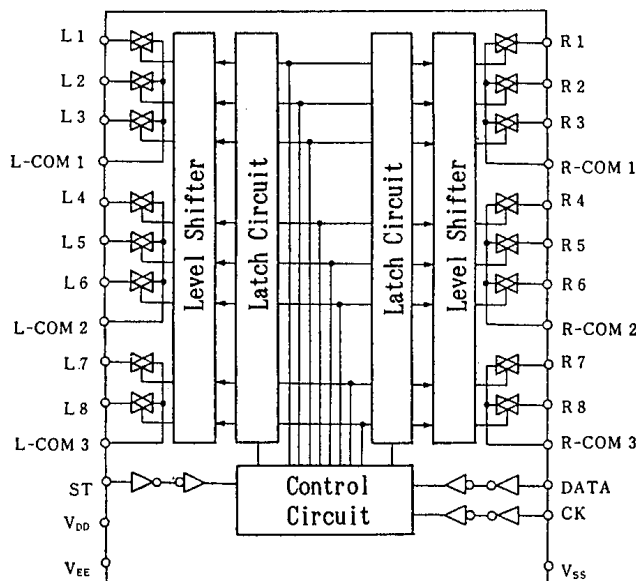 L1
L2
L3
L-COM 1
L4
L5
L6
L-COM 2
L.7
L8
L-COM 3
ST
VDD
VEE
Level Shifter
Latch Circuit
Latch Circuit
Level Shifter
Control
Circuit
R1
R2
R3
R-COM 1
R4
R5
R6
R-COM 2
R7
R8
R-COM 3
DATA
CK
VSS